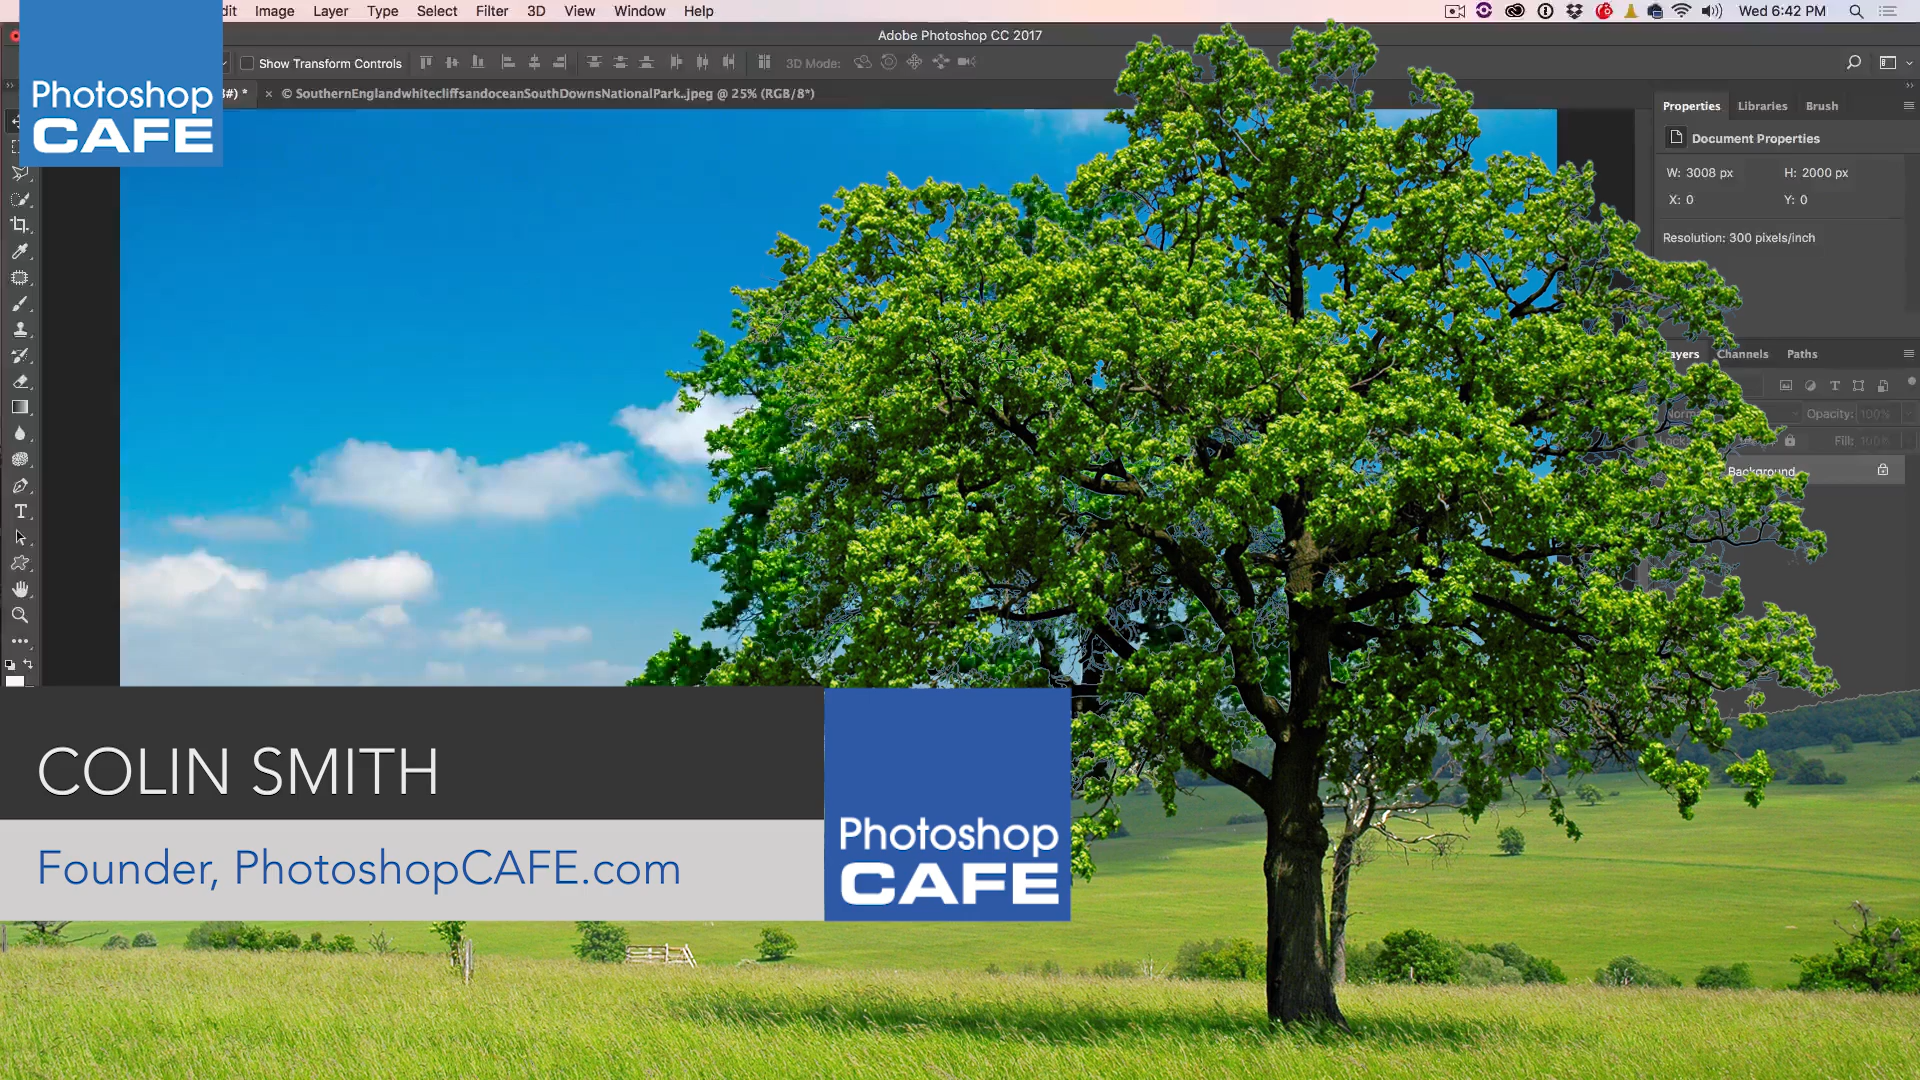 Image Layer Type Select Filter 3D View Window Help
Wed 6:42 PM
Adobe Photoshop CC 2017
Photoshop
CAFE
Show Transform Controls
3D Mode:
#) * × © SouthernEnglandwhitecliffsandoceanSouthDownsNationalPark..jpeg @ 25% (RGB/8*)
Properties Libraries Brush
Document Properties
W: 3008 px H: 2000 px
X: 0 Y: 0
Resolution: 300 pixels/inch
Channels Paths
Opacity: 100%
Fill: 100%
Background
COLIN SMITH
Founder, PhotoshopCAFE.com
Photoshop
CAFE